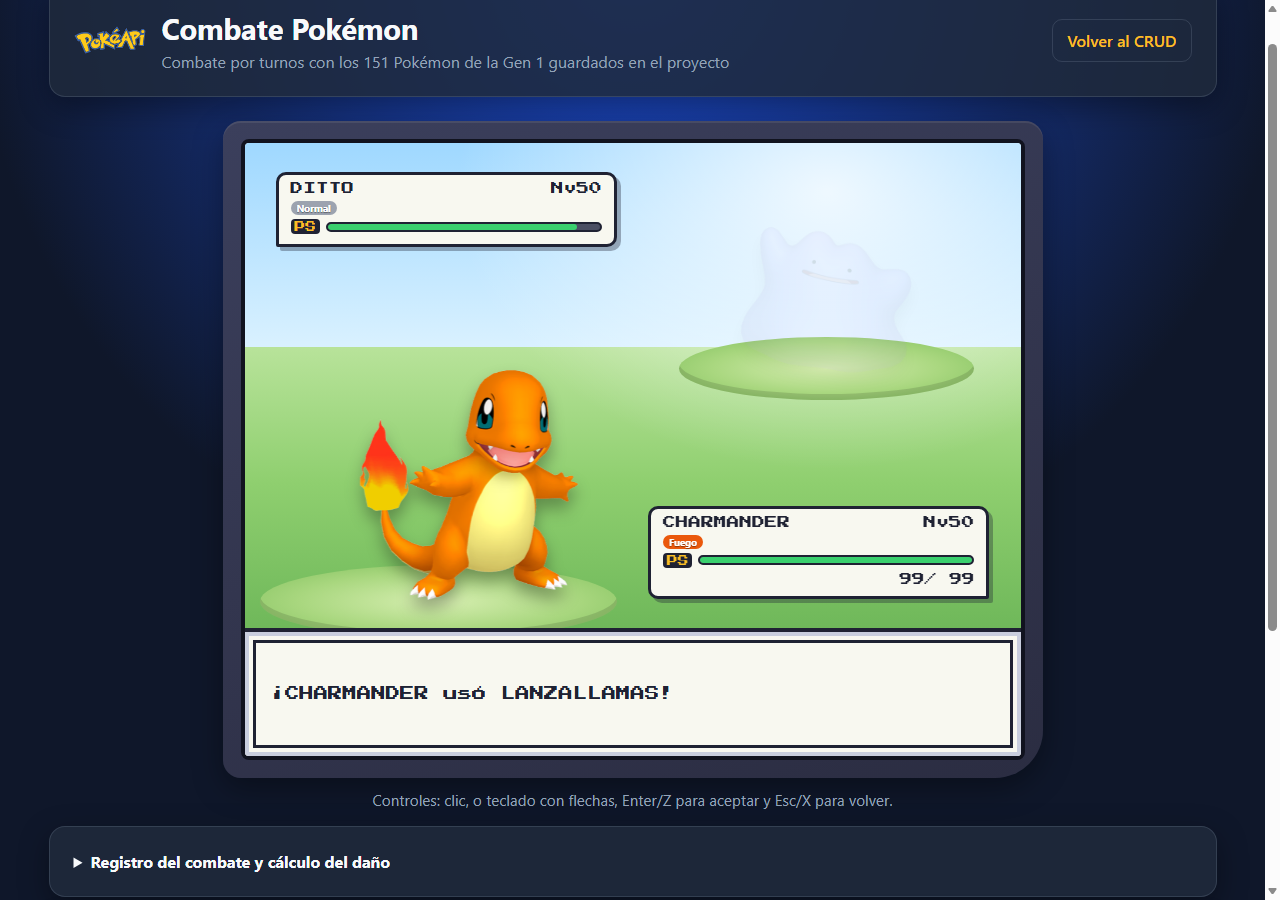 PokéAPI
Combate Pokémon
Combate por turnos con los 151 Pokémon de la Gen 1 guardados en el proyecto
Volver al CRUD
DITTO Nv50
Normal
PS
CHARMANDER Nv50
Fuego
PS
99/ 99
¡CHARMANDER usó LANZALLAMAS!
Controles: clic, o teclado con flechas, Enter/Z para aceptar y Esc/X para volver.
Registro del combate y cálculo del daño